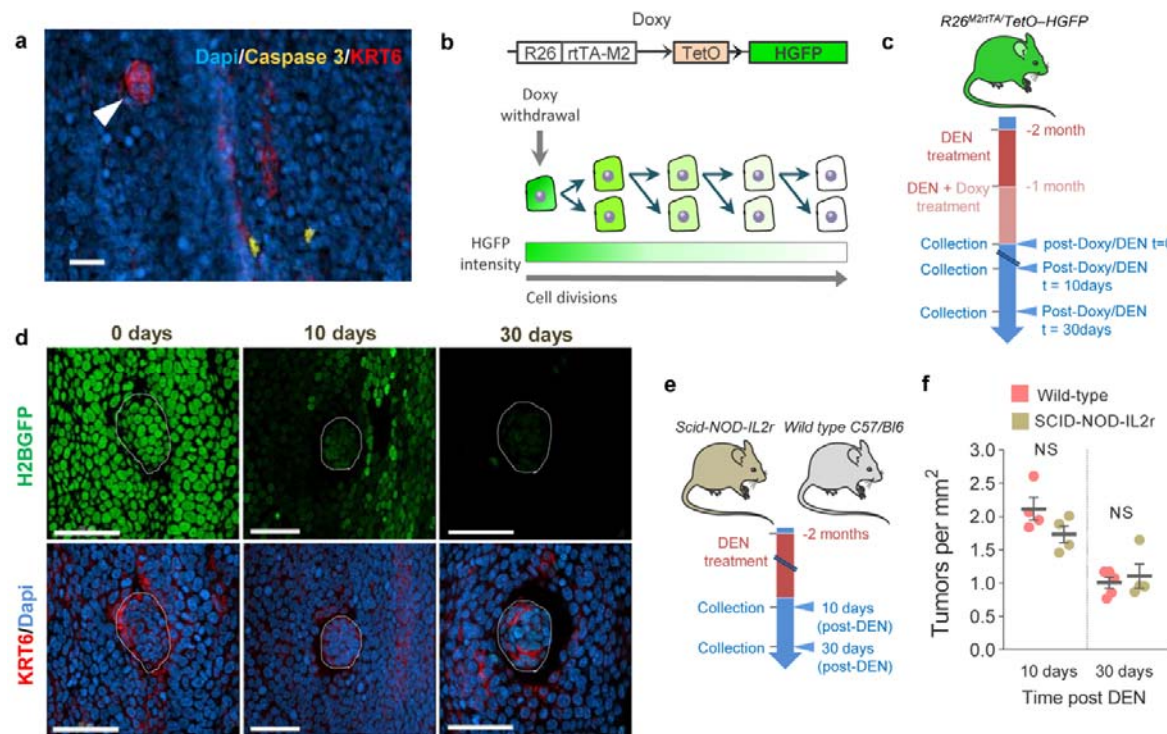 a
Dapi/Caspase 3/KRT6
b
Doxy
R26 rtTA-M2 TetO HGFP
Doxy
withdrawal
HGFP
intensity
Cell divisions
c
R26M2rtTA/TetO–HGFP
-2 month
DEN
treatment
-1 month
DEN + Doxy
treatment
Collection post-Doxy/DEN t=
Collection Post-Doxy/DEN
t = 10days
Collection Post-Doxy/DEN
t = 30days
d
0 days 10 days 30 days
H2BGFP
KRT6/Dapi
e
Scid-NOD-IL2r Wild type C57/Bl6
-2 months
DEN
treatment
Collection 10 days
(post-DEN)
Collection 30 days
(post-DEN)
f
Wild-type
SCID-NOD-IL2r
3.0
2.5
2.0
1.5
1.0
0.5
0.0
NS
NS
Tumors per mm²
10 days 30 days
Time post DEN